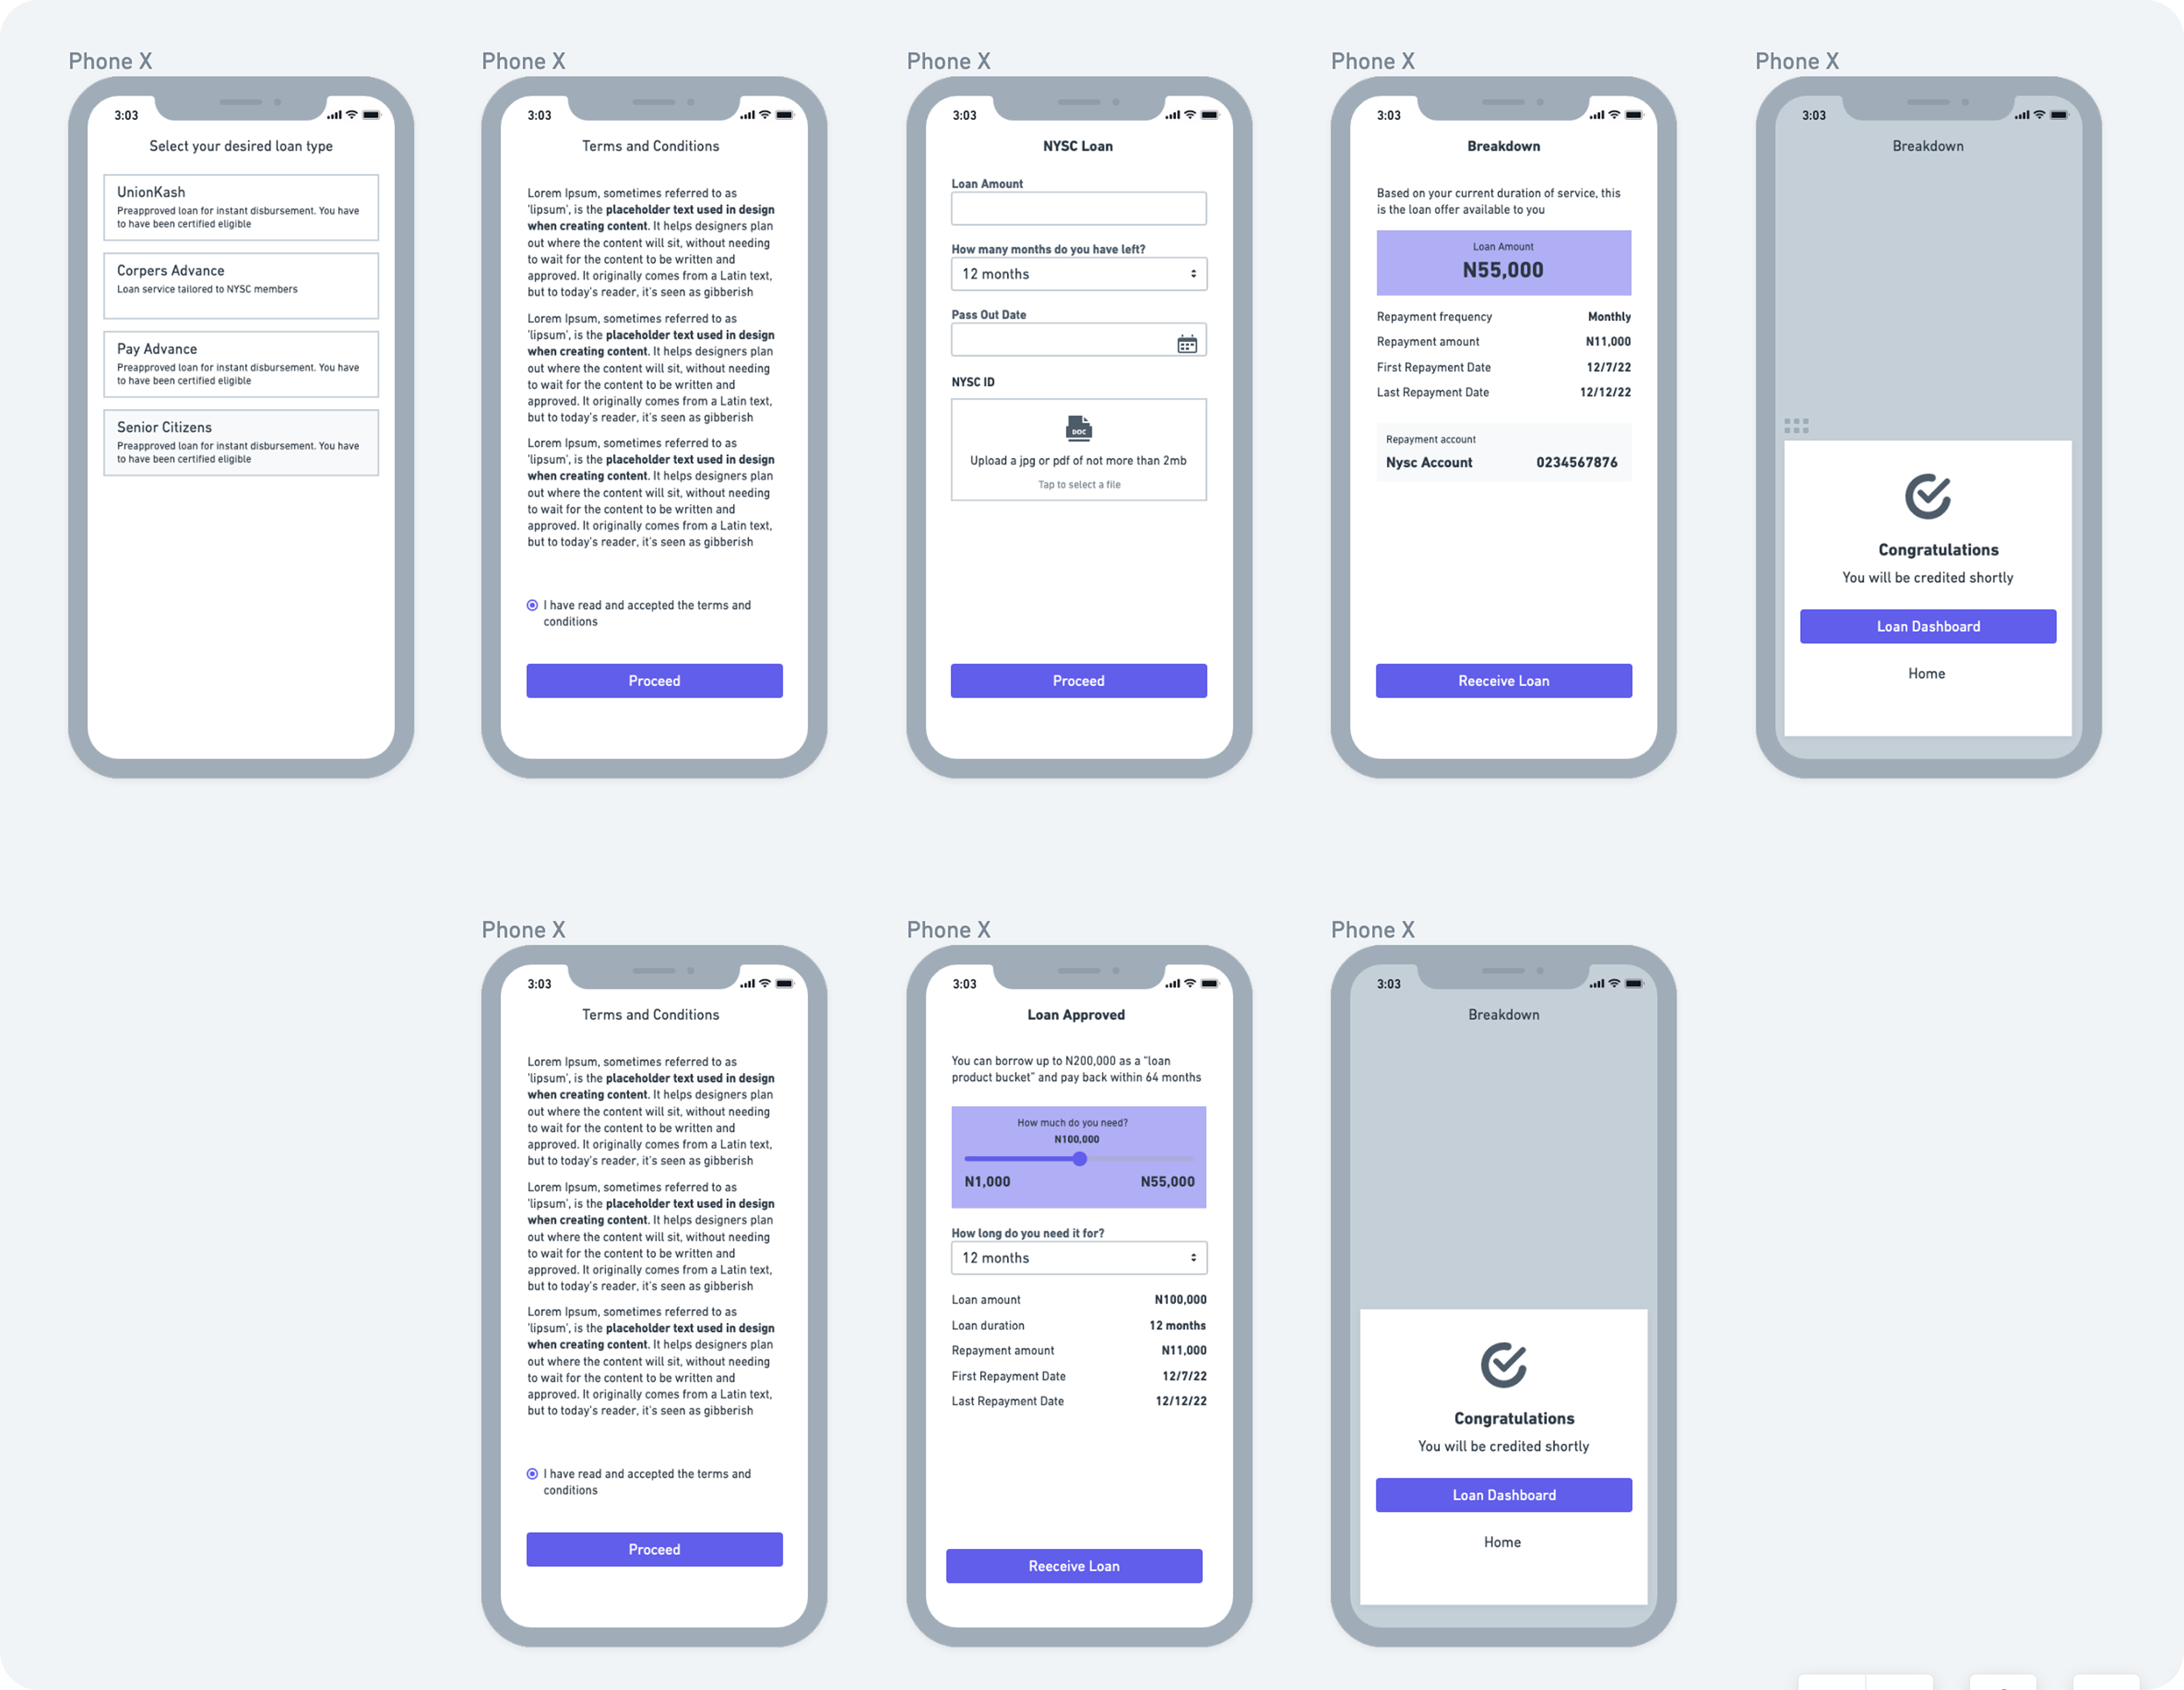 Phone X
3:03
Select your desired loan type
UnionKash
Preapproved loan for instant disbursement. You have
to have been certified eligible
Corpers Advance
Loan service tailored to NYSC members
Pay Advance
Preapproved loan for instant disbursement. You have
to have been certified eligible
Senior Citizens
Preapproved loan for instant disbursement. You have
to have been certified eligible
Phone X
3:03
Terms and Conditions
Lorem Ipsum, sometimes referred to as
'lipsum', is the placeholder text used in design
when creating content. It helps designers plan
out where the content will sit, without needing
to wait for the content to be written and
approved. It originally comes from a Latin text,
but to today's reader, it's seen as gibberish
Lorem Ipsum, sometimes referred to as
'lipsum', is the placeholder text used in design
when creating content. It helps designers plan
out where the content will sit, without needing
to wait for the content to be written and
approved. It originally comes from a Latin text,
but to today's reader, it's seen as gibberish
Lorem Ipsum, sometimes referred to as
'lipsum', is the placeholder text used in design
when creating content. It helps designers plan
out where the content will sit, without needing
to wait for the content to be written and
approved. It originally comes from a Latin text,
but to today's reader, it's seen as gibberish
I have read and accepted the terms and
conditions
Proceed
Phone X
3:03
NYSC Loan
Loan Amount
How many months do you have left?
12 months
Pass Out Date
NYSC ID
DOC
Upload a jpg or pdf of not more than 2mb
Tap to select a file
Proceed
Phone X
3:03
Breakdown
Based on your current duration of service, this
is the loan offer available to you
Loan Amount
N55,000
Repayment frequency Monthly
Repayment amount N11,000
First Repayment Date 12/7/22
Last Repayment Date 12/12/22
Repayment account
Nysc Account 0234567876
Reeceive Loan
Phone X
3:03
Breakdown
Congratulations
You will be credited shortly
Loan Dashboard
Home
Phone X
3:03
Terms and Conditions
Lorem Ipsum, sometimes referred to as
'lipsum', is the placeholder text used in design
when creating content. It helps designers plan
out where the content will sit, without needing
to wait for the content to be written and
approved. It originally comes from a Latin text,
but to today's reader, it's seen as gibberish
Lorem Ipsum, sometimes referred to as
'lipsum', is the placeholder text used in design
when creating content. It helps designers plan
out where the content will sit, without needing
to wait for the content to be written and
approved. It originally comes from a Latin text,
but to today's reader, it's seen as gibberish
Lorem Ipsum, sometimes referred to as
'lipsum', is the placeholder text used in design
when creating content. It helps designers plan
out where the content will sit, without needing
to wait for the content to be written and
approved. It originally comes from a Latin text,
but to today's reader, it's seen as gibberish
I have read and accepted the terms and
conditions
Proceed
Phone X
3:03
Loan Approved
You can borrow up to N200,000 as a "loan
product bucket" and pay back within 64 months
How much do you need?
N100,000
N1,000 N55,000
How long do you need it for?
12 months
Loan amount N100,000
Loan duration 12 months
Repayment amount N11,000
First Repayment Date 12/7/22
Last Repayment Date 12/12/22
Reeceive Loan
Phone X
3:03
Breakdown
Congratulations
You will be credited shortly
Loan Dashboard
Home